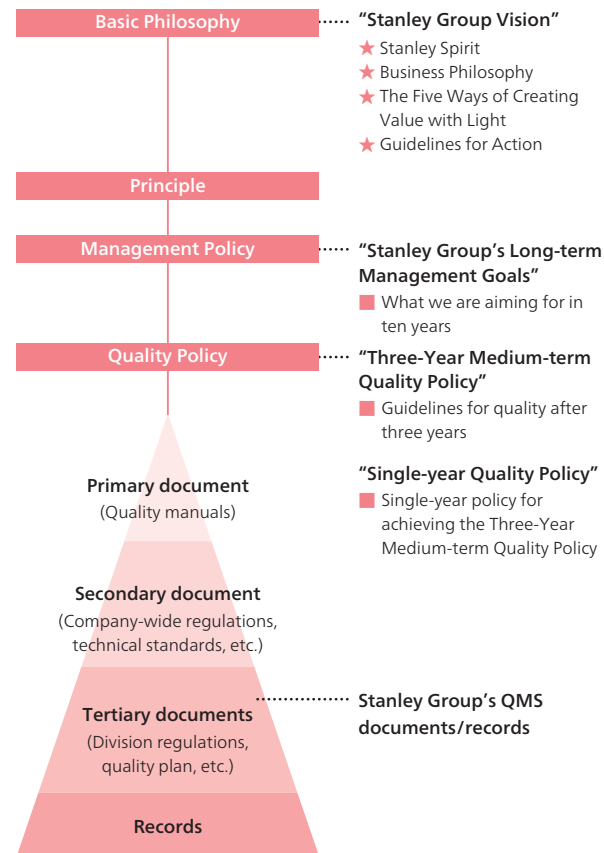 Basic Philosophy
“Stanley Group Vision”
★ Stanley Spirit
★ Business Philosophy
★ The Five Ways of Creating
Value with Light
★ Guidelines for Action
Principle
Management Policy
“Stanley Group’s Long-term
Management Goals”
■ What we are aiming for in
ten years
Quality Policy
“Three-Year Medium-term
Quality Policy”
■ Guidelines for quality after
three years
“Single-year Quality Policy”
■ Single-year policy for
achieving the Three-Year
Medium-term Quality Policy
Primary document
(Quality manuals)
Secondary document
(Company-wide regulations,
technical standards, etc.)
Tertiary documents
(Division regulations,
quality plan, etc.)
Stanley Group’s QMS
documents/records
Records